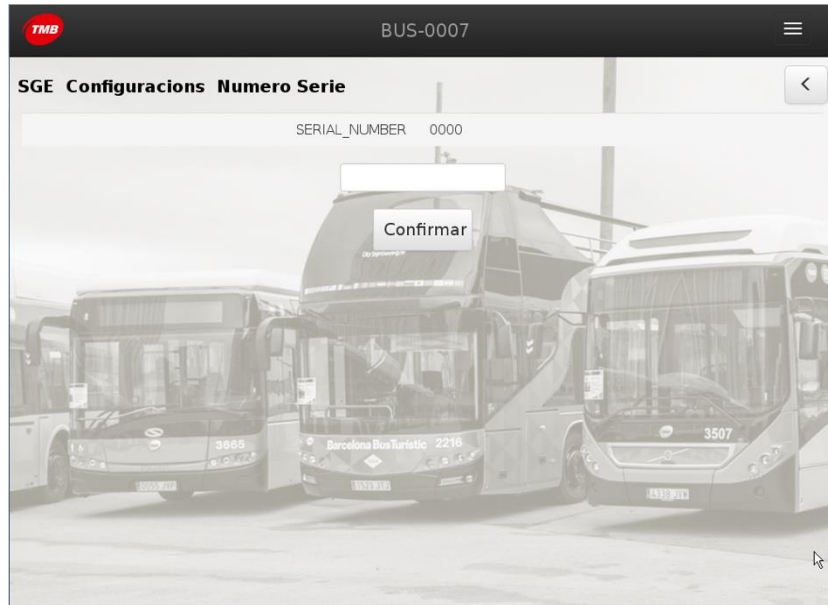 TMB
BUS-0007
SGE Configuracions Numero Serie
SERIAL_NUMBER 0000
Confirmar
3665
Barcelona Bus Turístic 2216
3507